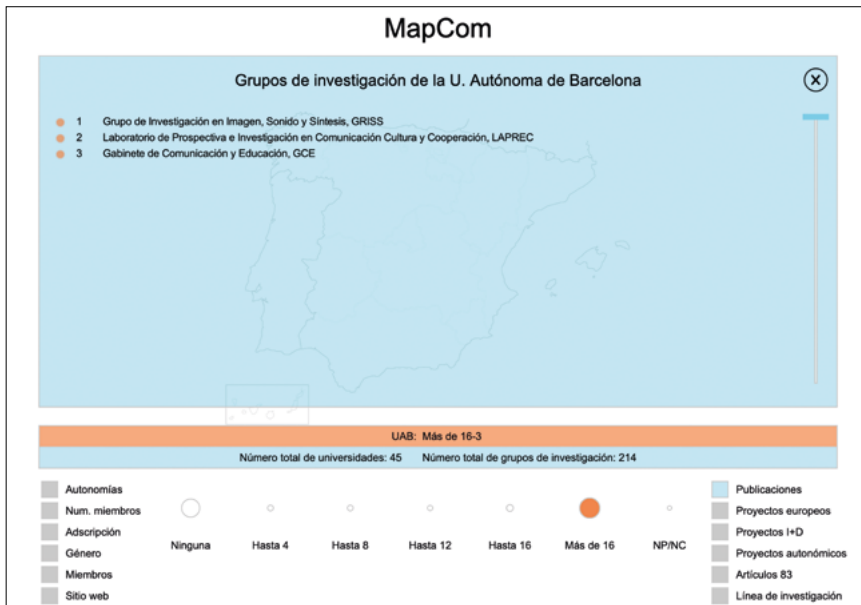 MapCom
Grupos de investigación de la U. Autónoma de Barcelona
X
1 Grupo de Investigación en Imagen, Sonido y Síntesis, GRISS
2 Laboratorio de Prospectiva e Investigación en Comunicación Cultura y Cooperación, LAPREC
3 Gabinete de Comunicación y Educación, GCE
UAB: Más de 16-3
Número total de universidades: 45 Número total de grupos de investigación: 214
Autonomías
Num. miembros
Adscripción
Género
Miembros
Sitio web
Ninguna Hasta 4 Hasta 8 Hasta 12 Hasta 16 Más de 16 NP/NC
Publicaciones
Proyectos europeos
Proyectos I+D
Proyectos autonómicos
Artículos 83
Línea de investigación